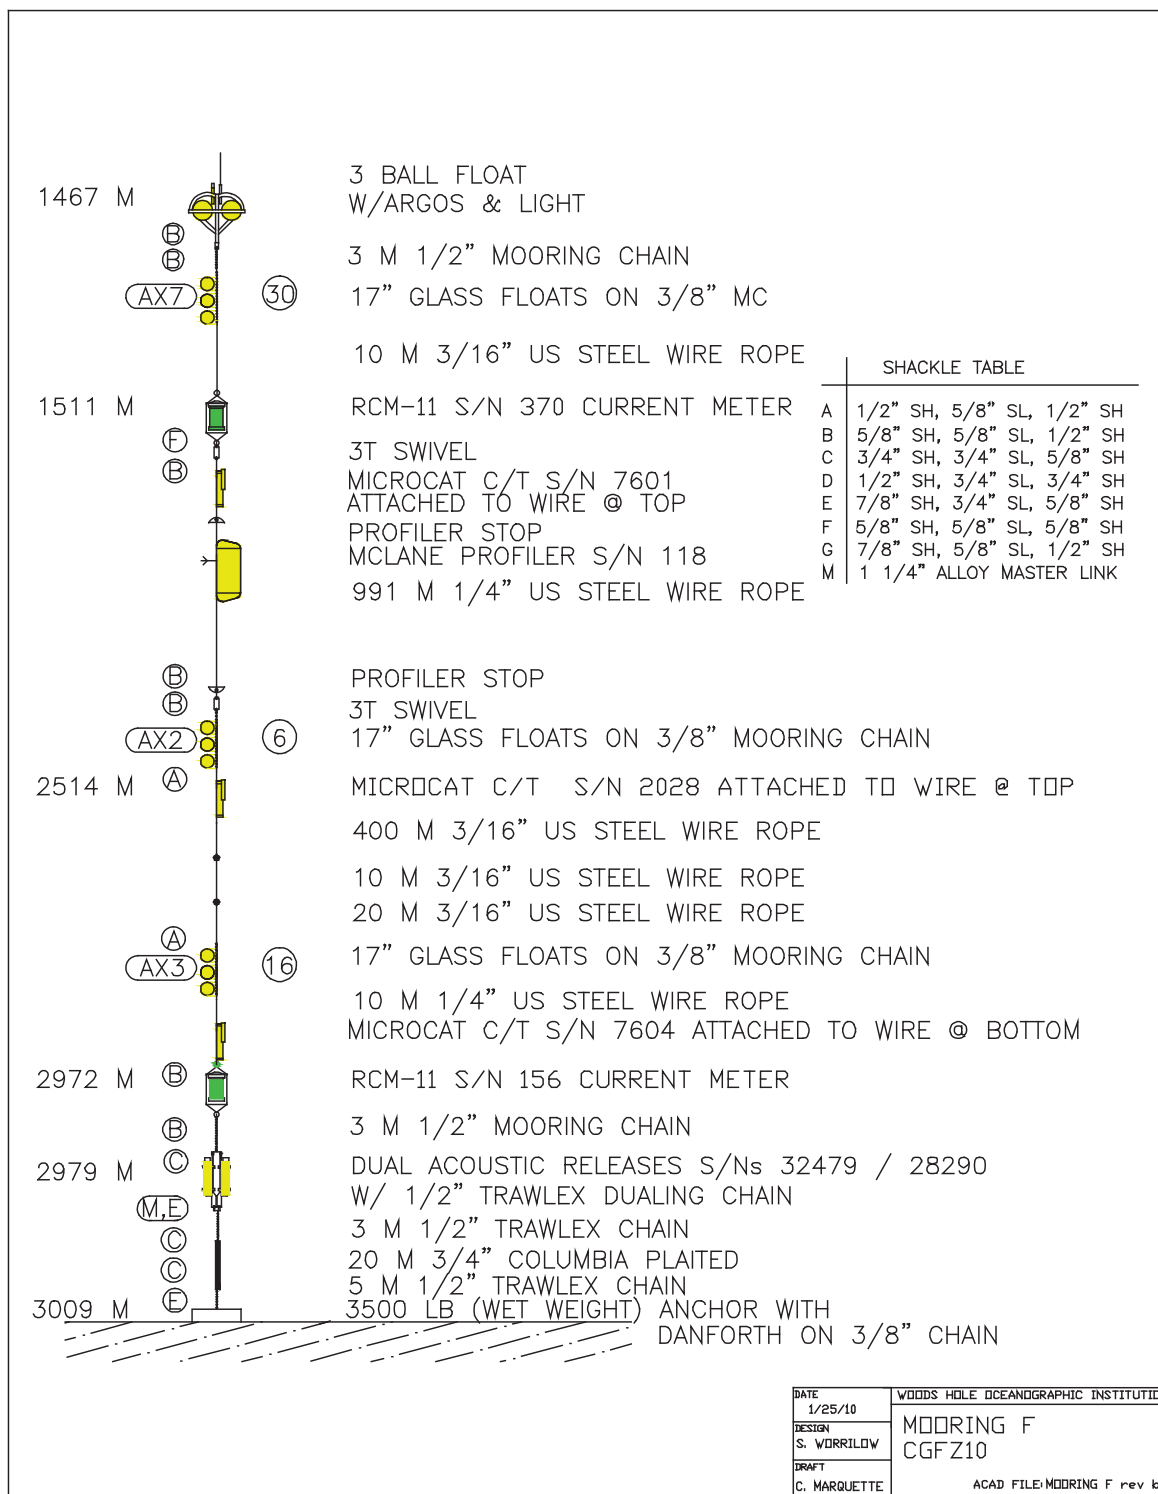 3 BALL FLOAT
1467 M
W/ARGOS & LIGHT
B
B
3 M 1/2" MOORING CHAIN
AX7
30
17" GLASS FLOATS ON 3/8" MC
10 M 3/16" US STEEL WIRE ROPE
1511 M
RCM-11 S/N 370 CURRENT METER
F
3T SWIVEL
B
MICROCAT C/T S/N 7601
ATTACHED TO WIRE @ TOP
PROFILER STOP
MCLANE PROFILER S/N 118
991 M 1/4" US STEEL WIRE ROPE
SHACKLE TABLE
A 1/2" SH, 5/8" SL, 1/2" SH
B 5/8" SH, 5/8" SL, 1/2" SH
C 3/4" SH, 3/4" SL, 5/8" SH
D 1/2" SH, 3/4" SL, 3/4" SH
E 7/8" SH, 3/4" SL, 5/8" SH
F 5/8" SH, 5/8" SL, 5/8" SH
G 7/8" SH, 5/8" SL, 1/2" SH
M 1 1/4" ALLOY MASTER LINK
B
PROFILER STOP
B
3T SWIVEL
AX2
6
17" GLASS FLOATS ON 3/8" MOORING CHAIN
2514 M
A
MICROCAT C/T S/N 2028 ATTACHED TO WIRE @ TOP
400 M 3/16" US STEEL WIRE ROPE
10 M 3/16" US STEEL WIRE ROPE
20 M 3/16" US STEEL WIRE ROPE
A
AX3
16
17" GLASS FLOATS ON 3/8" MOORING CHAIN
10 M 1/4" US STEEL WIRE ROPE
MICROCAT C/T S/N 7604 ATTACHED TO WIRE @ BOTTOM
2972 M
B
RCM-11 S/N 156 CURRENT METER
B
3 M 1/2" MOORING CHAIN
2979 M
C
DUAL ACOUSTIC RELEASES S/Ns 32479 / 28290
W/ 1/2" TRAWLEX DUALING CHAIN
M,E
3 M 1/2" TRAWLEX CHAIN
C
20 M 3/4" COLUMBIA PLAITED
C
5 M 1/2" TRAWLEX CHAIN
3009 M
E
3500 LB (WET WEIGHT) ANCHOR WITH
DANFORTH ON 3/8" CHAIN
DATE
1/25/10
DESIGN
S. WORRILOW
DRAFT
C. MARQUETTE
WOODS HOLE OCEANOGRAPHIC
MOORING F
CGFZ10
ACAD FILE:MOORING F rev b